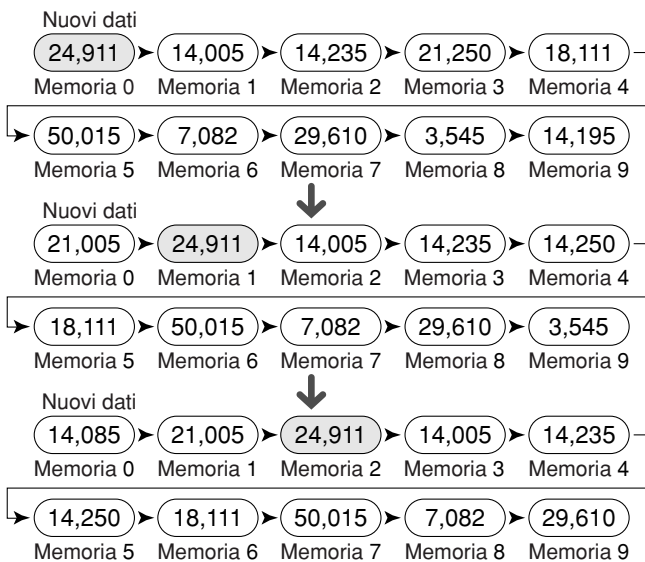 Nuovi dati
24,911 14,005 14,235 21,250 18,111
Memoria 0 Memoria 1 Memoria 2 Memoria 3 Memoria 4
50,015 7,082 29,610 3,545 14,195
Memoria 5 Memoria 6 Memoria 7 Memoria 8 Memoria 9
Nuovi dati
21,005 24,911 14,005 14,235 14,250
Memoria 0 Memoria 1 Memoria 2 Memoria 3 Memoria 4
18,111 50,015 7,082 29,610 3,545
Memoria 5 Memoria 6 Memoria 7 Memoria 8 Memoria 9
Nuovi dati
14,085 21,005 24,911 14,005 14,235
Memoria 0 Memoria 1 Memoria 2 Memoria 3 Memoria 4
14,250 18,111 50,015 7,082 29,610
Memoria 5 Memoria 6 Memoria 7 Memoria 8 Memoria 9